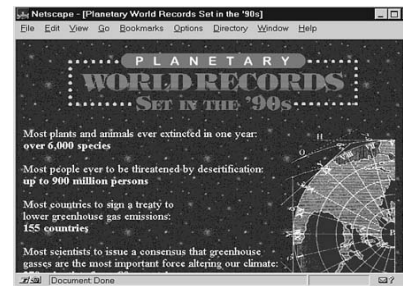 Netscape - [Planetary World Records Set in the '90s]
File Edit View Go Bookmarks Options Directory Window Help
PLANETARY
WORLD RECORDS
SET IN THE '90s
Most plants and animals ever extincted in one year:
over 6,000 species
Most people ever to be threatened by desertification:
up to 900 million persons
Most countries to sign a treaty to
lower greenhouse gas emissions:
155 countries
Most scientists to issue a consensus that greenhouse
gasses are the most important force altering our climate:
Document: Done